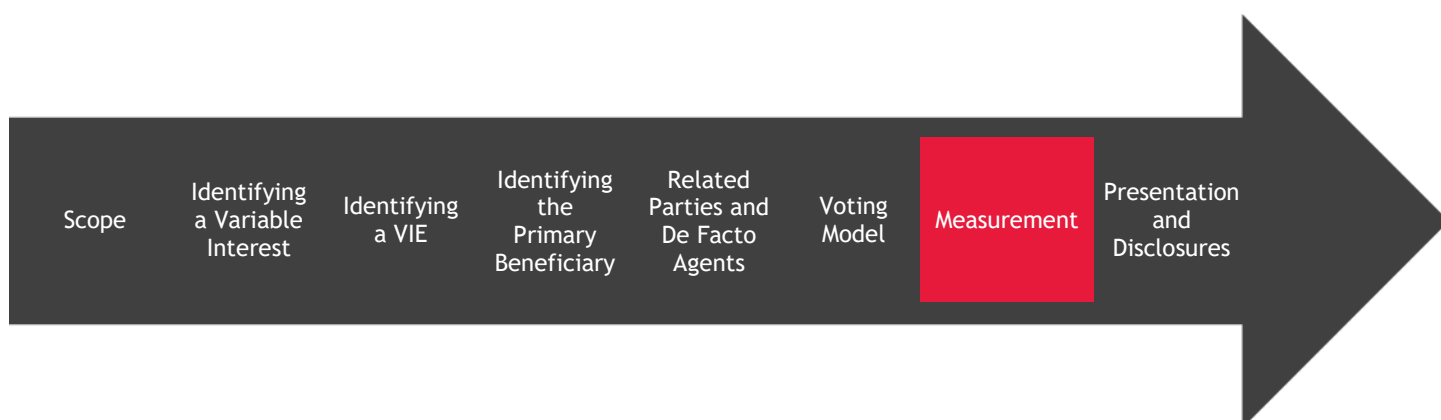 Scope
Identifying
a Variable
Interest
Identifying
a VIE
Identifying
the
Primary
Beneficiary
Related
Parties and
De Facto
Agents
Voting
Model
Measurement
Presentation
and
Disclosures